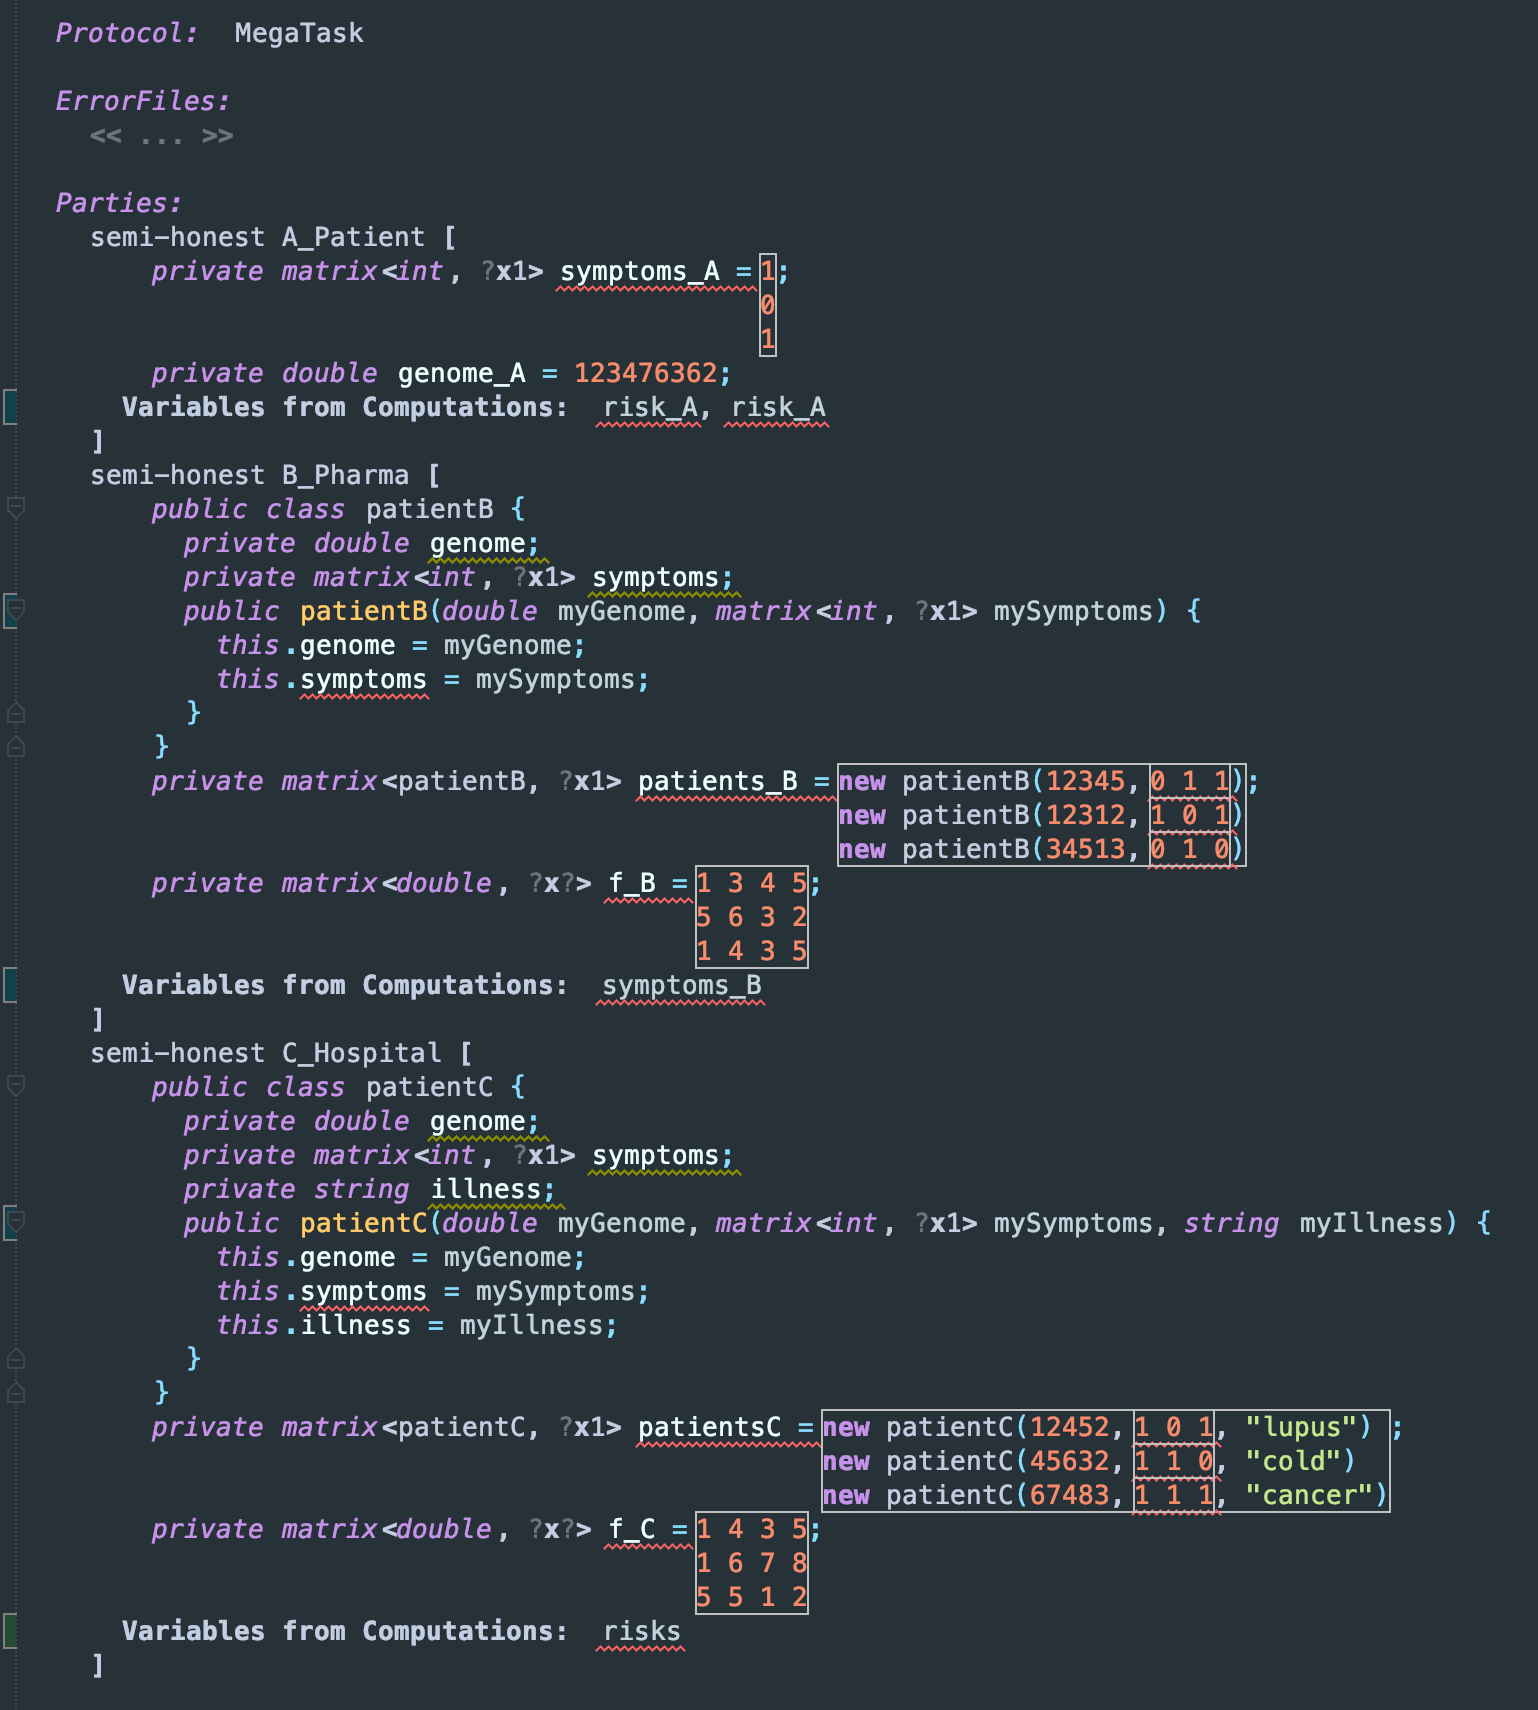 Protocol: MegaTask
ErrorFiles:
<< ... >>
Parties:
semi-honest A_Patient [
private matrix<int, ?x1> symptoms_A = 1;
0
1
private double genome_A = 123476362;
Variables from Computations: risk_A, risk_A
]
semi-honest B_Pharma [
public class patientB {
private double genome;
private matrix<int, ?x1> symptoms;
public patientB(double myGenome, matrix<int, ?x1> mySymptoms) {
this.genome = myGenome;
this.symptoms = mySymptoms;
}
}
private matrix<patientB, ?x1> patients_B = new patientB(12345, 0 1 1);
new patientB(12312, 1 0 1)
new patientB(34513, 0 1 0)
private matrix<double, ?x?> f_B = 1 3 4 5;
5 6 3 2
1 4 3 5
Variables from Computations: symptoms_B
]
semi-honest C_Hospital [
public class patientC {
private double genome;
private matrix<int, ?x1> symptoms;
private string illness;
public patientC(double myGenome, matrix<int, ?x1> mySymptoms, string myIllness) {
this.genome = myGenome;
this.symptoms = mySymptoms;
this.illness = myIllness;
}
}
private matrix<patientC, ?x1> patientsC = new patientC(12452, 1 0 1, "lupus") ;
new patientC(45632, 1 1 0, "cold")
new patientC(67483, 1 1 1, "cancer")
private matrix<double, ?x?> f_C = 1 4 3 5;
1 6 7 8
5 5 1 2
Variables from Computations: risks
]